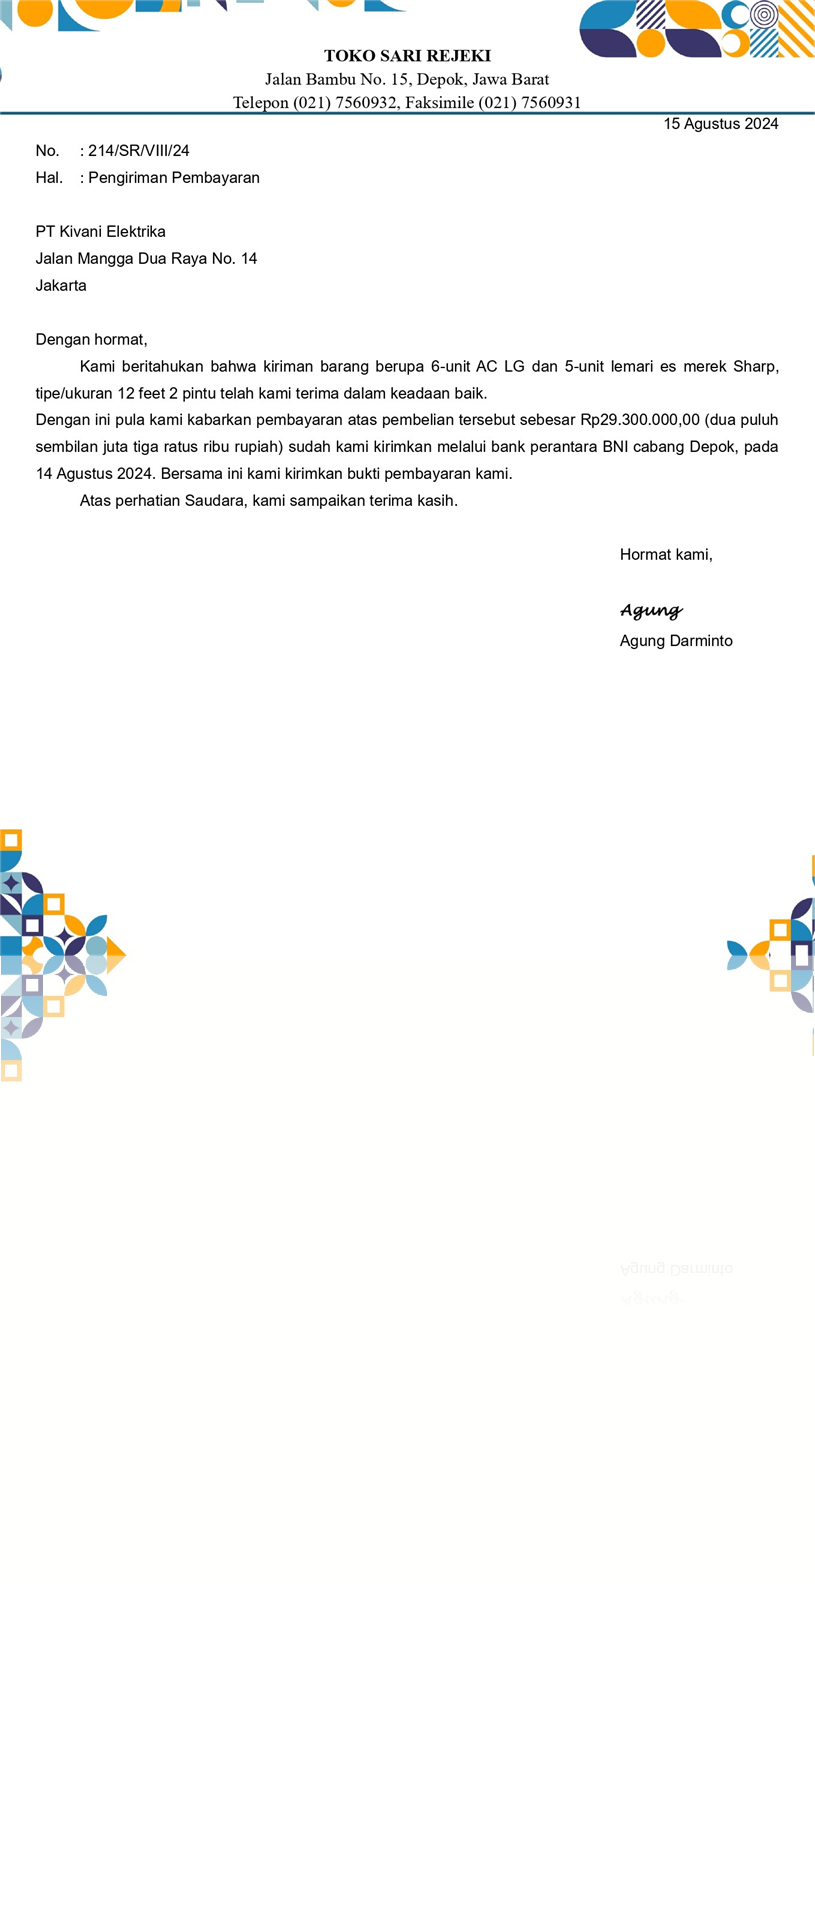 TOKO SARI REJEKI
Jalan Bambu No. 15, Depok, Jawa Barat
Telepon (021) 7560932, Faksimile (021) 7560931
15 Agustus 2024
No. : 214/SR/VIII/24
Hal. : Pengiriman Pembayaran
PT Kivani Elektrika
Jalan Mangga Dua Raya No. 14
Jakarta
Dengan hormat,
Kami beritahukan bahwa kiriman barang berupa 6-unit AC LG dan 5-unit lemari es merek Sharp,
tipe/ukuran 12 feet 2 pintu telah kami terima dalam keadaan baik.
Dengan ini pula kami kabarkan pembayaran atas pembelian tersebut sebesar Rp29.300.000,00 (dua puluh
sembilan juta tiga ratus ribu rupiah) sudah kami kirimkan melalui bank perantara BNI cabang Depok, pada
14 Agustus 2024. Bersama ini kami kirimkan bukti pembayaran kami.
Atas perhatian Saudara, kami sampaikan terima kasih.
Hormat kami,
Agung
Agung Darminto
Agung Darminto
Agung